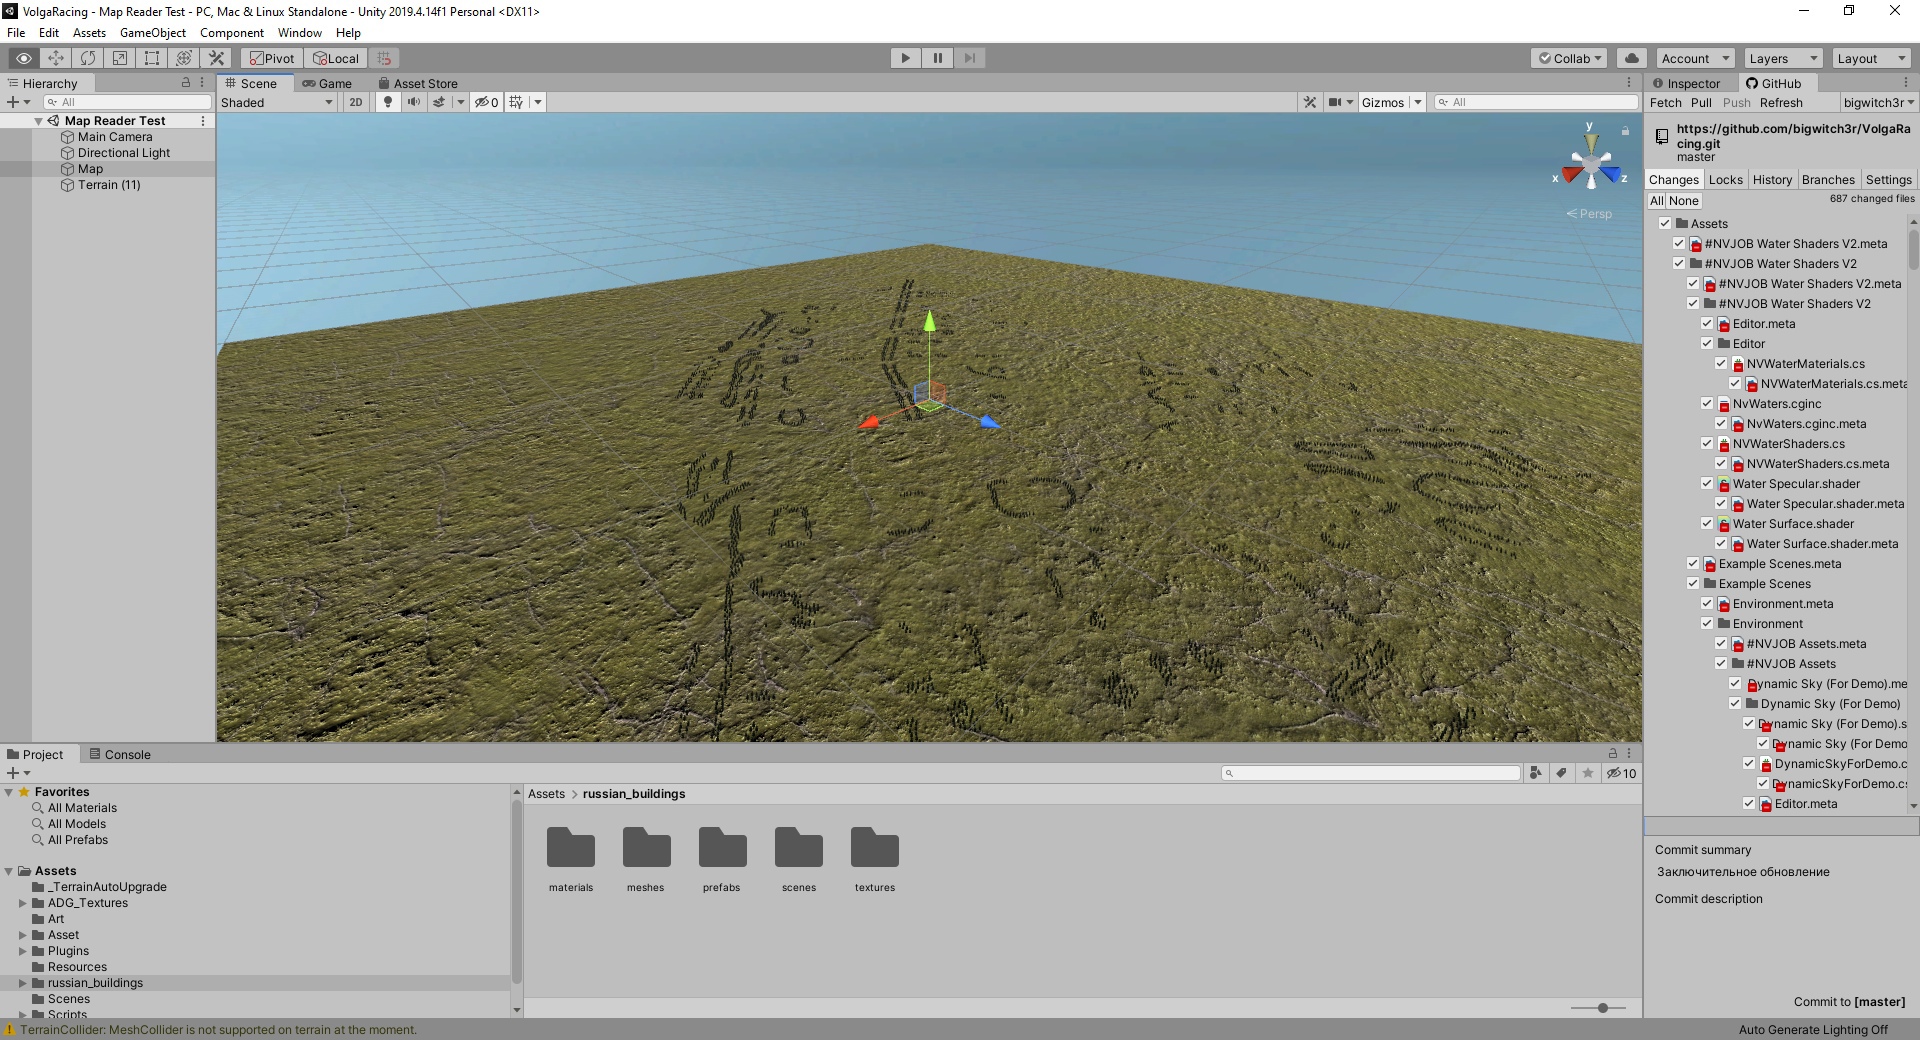 VolgaRacing - Map Reader Test - PC, Mac & Linux Standalone - Unity 2019.4.14f1 Personal <DX11>
File Edit Assets GameObject Component Window Help
Pivot Local Collab Account Layers Layout
Hierarchy
All
Map Reader Test
Main Camera
Directional Light
Map
Terrain (11)
Scene Game Asset Store
Shaded 2D 0 Gizmos All
y
x
z
Persp
Inspector GitHub
Fetch Pull Push Refresh bigwitch3r
https://github.com/bigwitch3r/VolgaRa
cing.git
master
Changes Locks History Branches Settings
All None 687 changed files
Assets
#NVJOB Water Shaders V2.meta
#NVJOB Water Shaders V2
#NVJOB Water Shaders V2.meta
#NVJOB Water Shaders V2
Editor.meta
Editor
NVWaterMaterials.cs
NVWaterMaterials.cs.meta
NvWaters.cginc
NvWaters.cginc.meta
NVWaterShaders.cs
NVWaterShaders.cs.meta
Water Specular.shader
Water Specular.shader.meta
Water Surface.shader
Water Surface.shader.meta
Example Scenes.meta
Example Scenes
Environment.meta
Environment
#NVJOB Assets.meta
#NVJOB Assets
Dynamic Sky (For Demo).me
Dynamic Sky (For Demo)
Dynamic Sky (For Demo).s
Dynamic Sky (For Demo
DynamicSkyForDemo.c
DynamicSkyForDemo.cs
Editor.meta
Commit summary
Заключительное обновление
Commit description
Commit to [master]
Project Console
10
Favorites
All Materials
All Models
All Prefabs
Assets
_TerrainAutoUpgrade
ADG_Textures
Art
Asset
Plugins
Resources
russian_buildings
Scenes
Scripts
Assets > russian_buildings
materials meshes prefabs scenes textures
TerrainCollider: MeshCollider is not supported on terrain at the moment.
Auto Generate Lighting Off